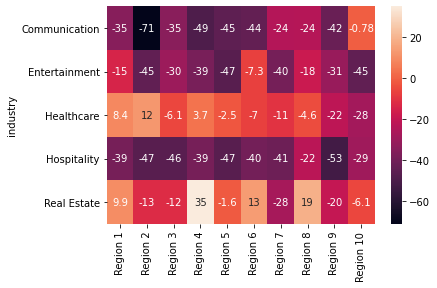 Communication -35 -71 -35 -49 -45 -44 -24 -24 -42 -0.78
Entertainment -15 -45 -30 -39 -47 -7.3 -40 -18 -31 -45
Healthcare 8.4 12 -6.1 3.7 -2.5 -7 -11 -4.6 -22 -28
Hospitality -39 -47 -46 -39 -47 -40 -41 -22 -53 -29
Real Estate 9.9 -13 -12 35 -1.6 13 -28 19 -20 -6.1
industry
Region 1
Region 2
Region 3
Region 4
Region 5
Region 6
Region 7
Region 8
Region 9
Region 10
20
0
−20
−40
−60